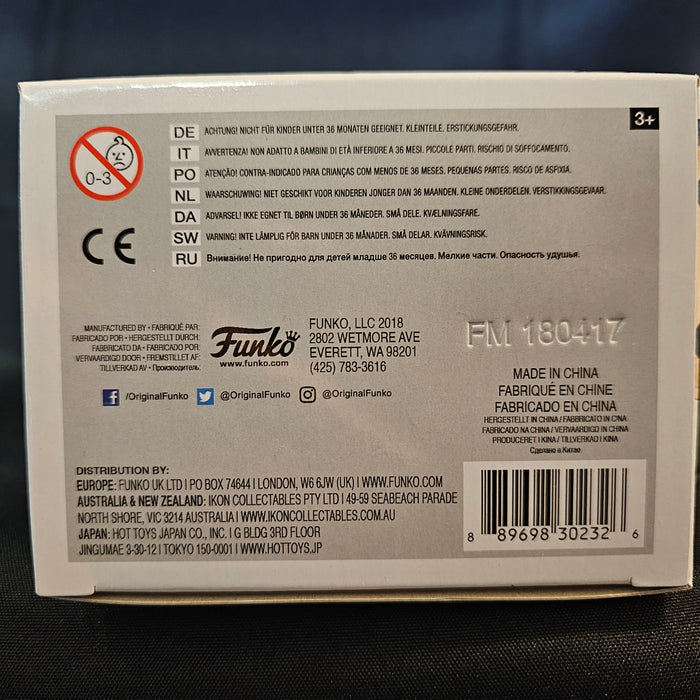 3+
0-3
DE ACHTUNG! NICHT FÜR KINDER UNTER 36 MONATEN GEEIGNET. KLEINTEILE. ERSTICKUNGSGEFAHR.
IT AVVERTENZA! NON ADATTO A BAMBINI DI ETÀ INFERIORE A 36 MESI. PICCOLE PARTI. RISCHIO DI SOFFOCAMENTO.
PO ATENÇÃO! CONTRA-INDICADO PARA CRIANÇAS COM MENOS DE 36 MESES. PEQUENAS PARTES. RISCO DE ASFIXIA.
NL WAARSCHUWING! NIET GESCHIKT VOOR KINDEREN JONGER DAN 36 MAANDEN. KLEINE ONDERDELEN. VERSTIKKINGSGEVAAR.
DA ADVARSEL! IKKE EGNET TIL BØRN UNDER 36 MÅNEDER. SMÅ DELE. KVÆLNINGSFARE.
SW VARNING! INTE LÄMPLIG FÖR BARN UNDER 36 MÅNADER. SMÅ DELAR. KVÄVNINGSRISK.
RU Внимание! Не пригодно для детей младше 36 месяцев. Мелкие части. Опасность удушья.
CE
MANUFACTURED BY • FABRIQUÉ PAR:
FABRICADO POR • HERGESTELLT DURCH:
FABBRICATO DA • FABRICADO POR:
VERVAARDIGD DOOR • FREMSTILLET AF:
TILLVERKAD AV • Производитель:
Funko
www.funko.com
FUNKO, LLC 2018
2802 WETMORE AVE
EVERETT, WA 98201
(425) 783-3616
FM 180417
/OriginalFunko @OriginalFunko @OriginalFunko
MADE IN CHINA
FABRIQUÉ EN CHINE
FABRICADO EN CHINA
HERGESTELLT IN CHINA / FABBRICATO IN CINA
FABRICADO NA CHINA / VERVAARDIGD IN CHINA
PRODUCERET I KINA / TILLVERKAD I KINA
Сделано в Китае
DISTRIBUTION BY:
EUROPE: FUNKO UK LTD I PO BOX 74644 I LONDON, W6 6JW (UK) I WWW.FUNKO.COM
AUSTRALIA & NEW ZEALAND: IKON COLLECTABLES PTY LTD I 49-59 SEABEACH PARADE
NORTH SHORE, VIC 3214 AUSTRALIA I WWW.IKONCOLLECTABLES.COM.AU
JAPAN: HOT TOYS JAPAN CO., INC. I G BLDG 3RD FLOOR
JINGUMAE 3-30-12 I TOKYO 150-0001 I WWW.HOTTOYS.JP
8 89698 30232 6